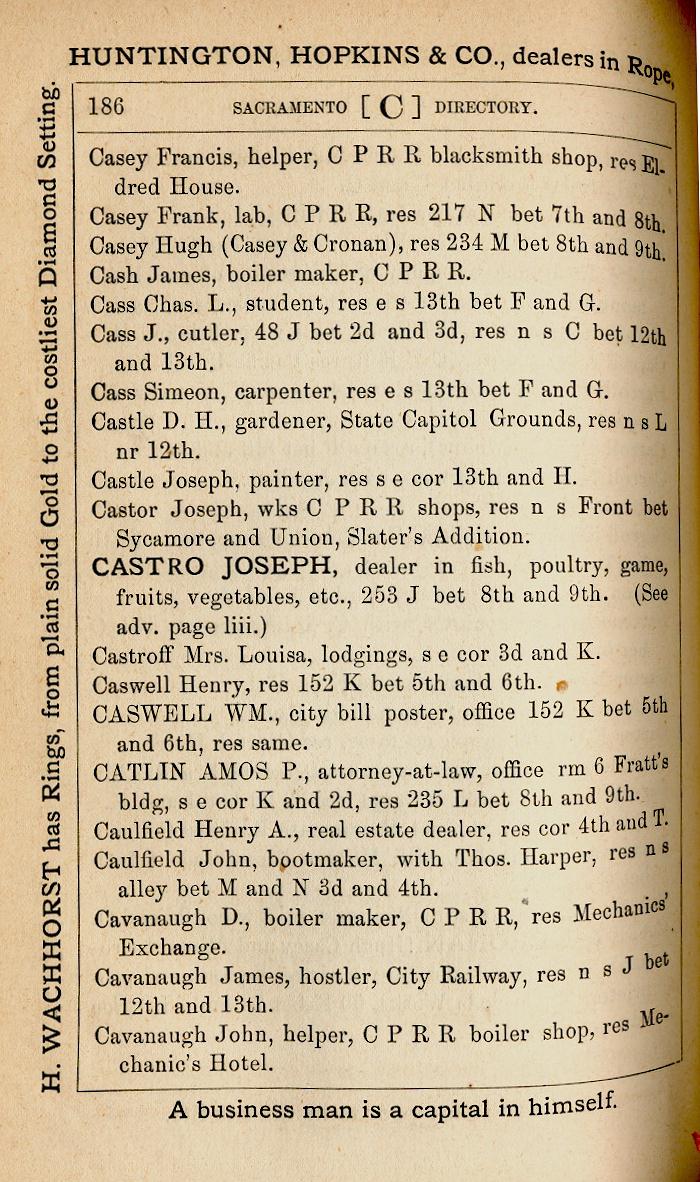 HUNTINGTON, HOPKINS & CO., dealers in Rope,
186 SACRAMENTO [ C ] DIRECTORY.
Casey Francis, helper, C P R R blacksmith shop, res El-
dred House.
Casey Frank, lab, C P R R, res 217 N bet 7th and 8th.
Casey Hugh (Casey & Cronan), res 234 M bet 8th and 9th.
Cash James, boiler maker, C P R R.
Cass Chas. L., student, res e s 13th bet F and G.
Cass J., cutler, 48 J bet 2d and 3d, res n s C bet 12th
and 13th.
Cass Simeon, carpenter, res e s 13th bet F and G.
Castle D. H., gardener, State Capitol Grounds, res n s L
nr 12th.
Castle Joseph, painter, res s e cor 13th and H.
Castor Joseph, wks C P R R shops, res n s Front bet
Sycamore and Union, Slater's Addition.
CASTRO JOSEPH, dealer in fish, poultry, game,
fruits, vegetables, etc., 253 J bet 8th and 9th. (See
adv. page liii.)
Castroff Mrs. Louisa, lodgings, s e cor 3d and K.
Caswell Henry, res 152 K bet 5th and 6th.
CASWELL WM., city bill poster, office 152 K bet 5th
and 6th, res same.
CATLIN AMOS P., attorney-at-law, office rm 6 Fratt's
bldg, s e cor K and 2d, res 235 L bet 8th and 9th.
Caulfield Henry A., real estate dealer, res cor 4th and T.
Caulfield John, bootmaker, with Thos. Harper, res n s
alley bet M and N 3d and 4th.
Cavanaugh D., boiler maker, C P R R, res Mechanics'
Exchange.
Cavanaugh James, hostler, City Railway, res n s J bet
12th and 13th.
Cavanaugh John, helper, C P R R boiler shop, res Me-
chanic's Hotel.
A business man is a capital in himself.
H. WACHHORST has Rings, from plain solid Gold to the costliest Diamond Setting.